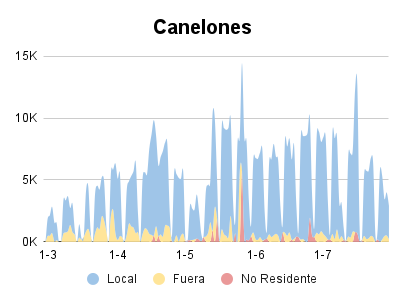 Canelones
15K
10K
5K
0K
1-3 1-4 1-5 1-6 1-7
Local Fuera No Residente